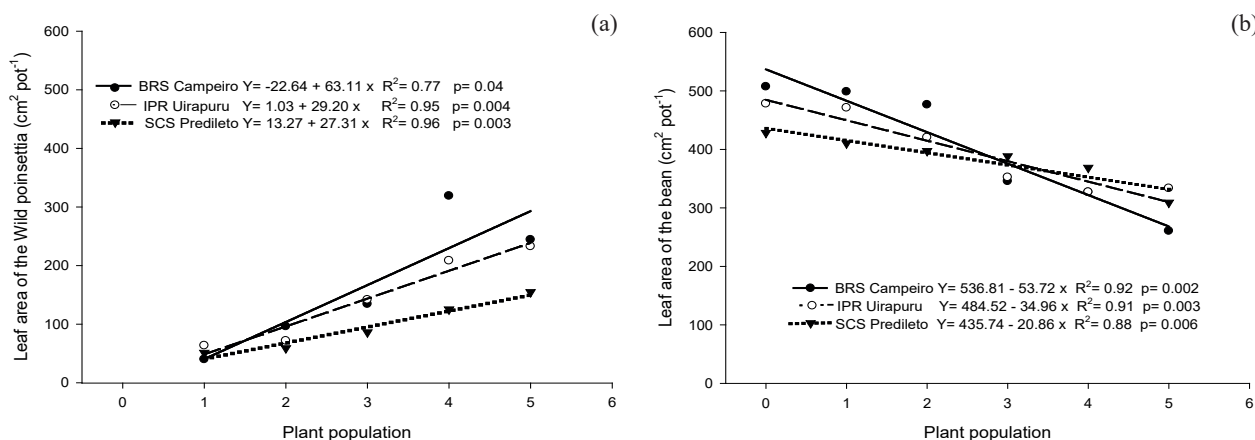 (a)
600
500
400
300
200
100
0
Leaf area of the Wild poinsettia (cm² pot⁻¹)
BRS Campeiro Y= -22.64 + 63.11 x R²= 0.77 p= 0.04
IPR Uirapuru Y= 1.03 + 29.20 x R²= 0.95 p= 0.004
SCS Predileto Y= 13.27 + 27.31 x R²= 0.96 p= 0.003
0 1 2 3 4 5 6
Plant population
(b)
600
500
400
300
200
100
0
Leaf area of the bean (cm² pot⁻¹)
BRS Campeiro Y= 536.81 - 53.72 x R²= 0.92 p= 0.002
IPR Uirapuru Y= 484.52 - 34.96 x R²= 0.91 p= 0.003
SCS Predileto Y= 435.74 - 20.86 x R²= 0.88 p= 0.006
0 1 2 3 4 5 6
Plant population